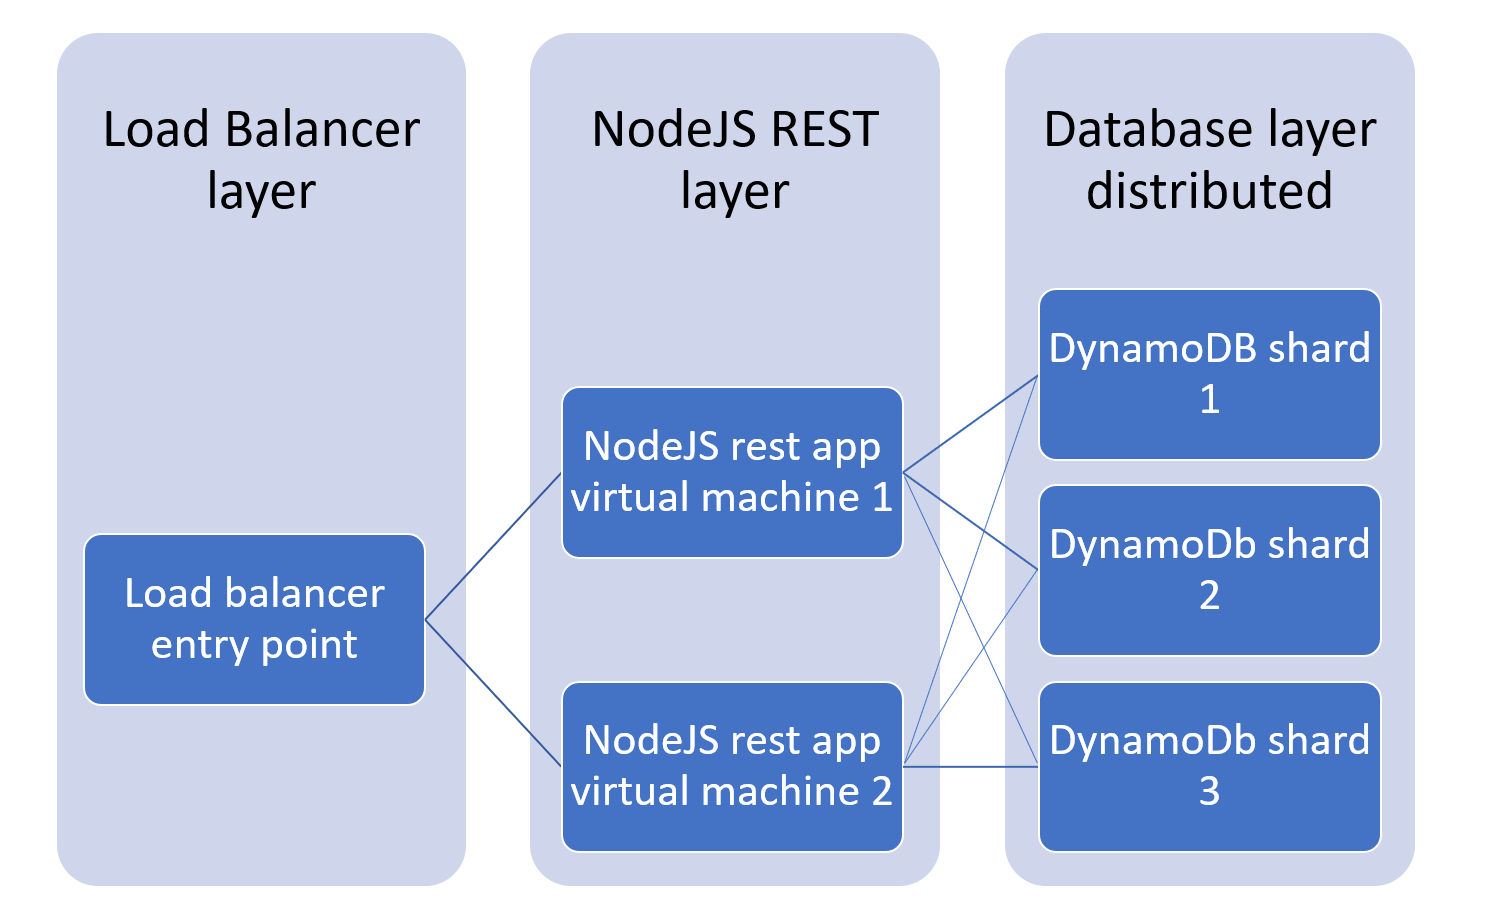 Load Balancer
layer
Load balancer
entry point
NodeJS REST
layer
NodeJS rest app
virtual machine 1
NodeJS rest app
virtual machine 2
Database layer
distributed
DynamoDB shard
1
DynamoDb shard
2
DynamoDb shard
3